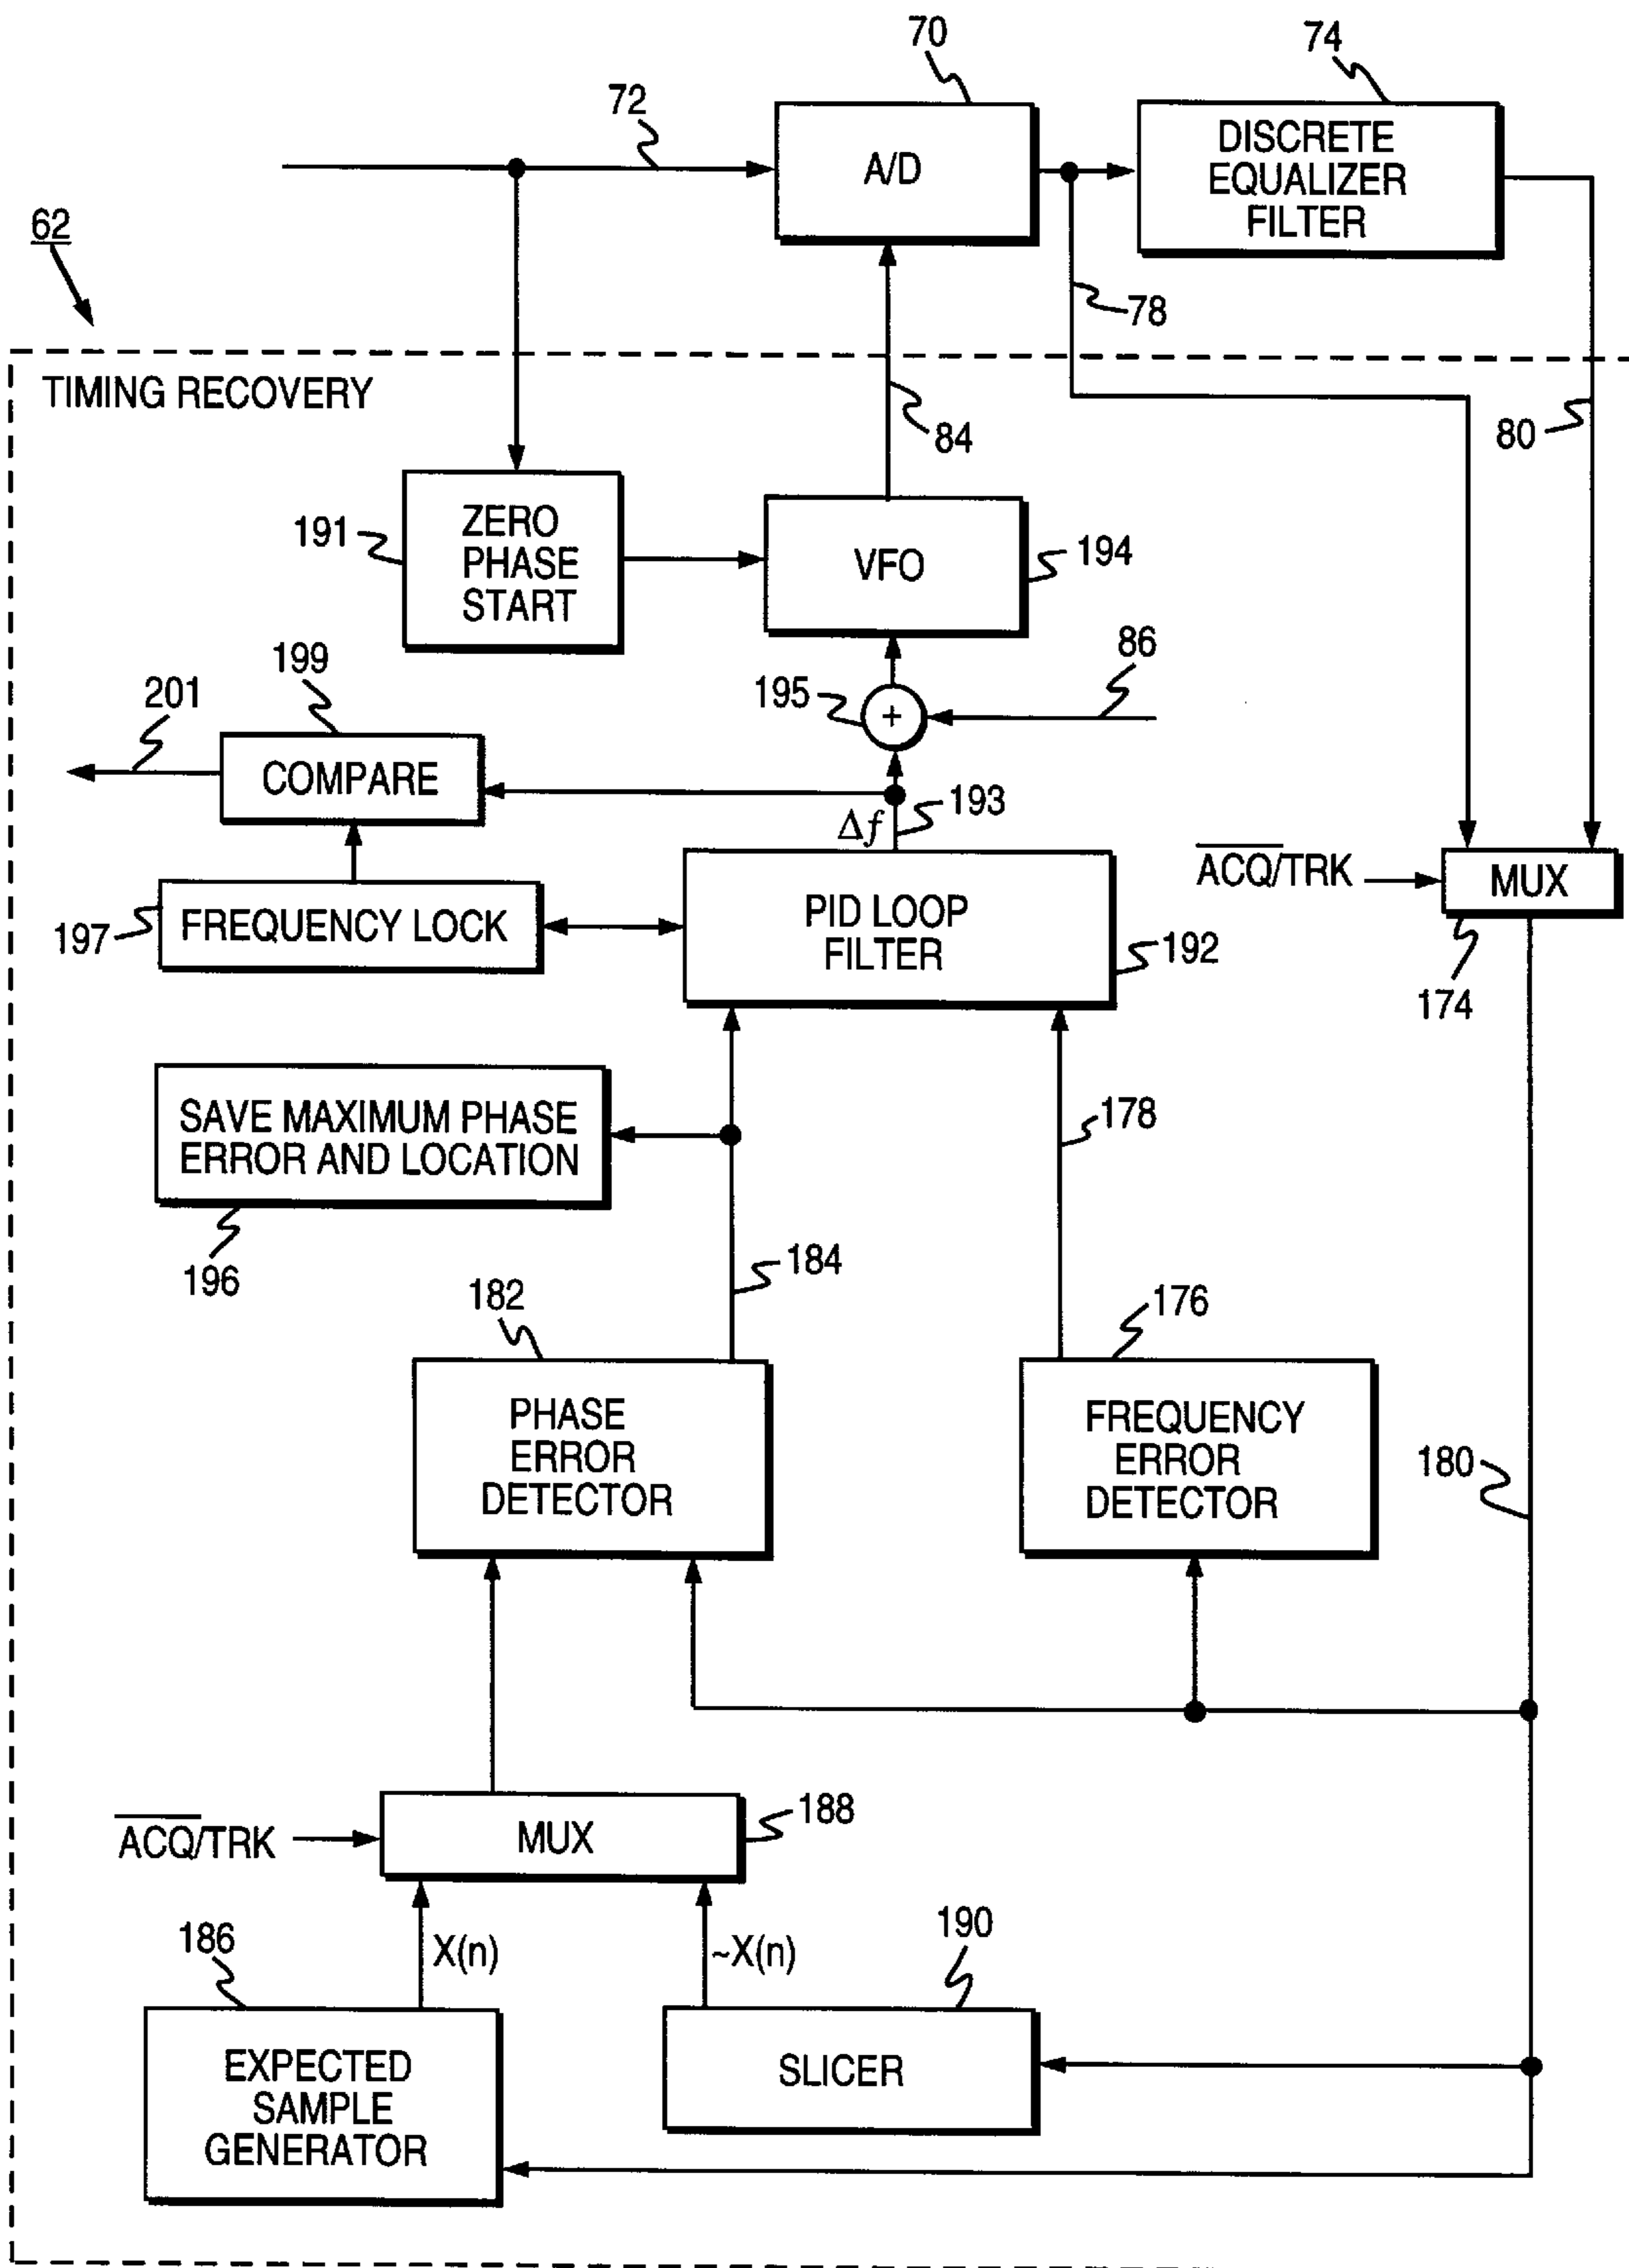 70
74
72
A/D
DISCRETE
EQUALIZER
FILTER
62
78
TIMING RECOVERY
84
80
191
ZERO
PHASE
START
VFO
194
199
86
201
195
+
COMPARE
193
Δf
ACQ/TRK
MUX
197
FREQUENCY LOCK
PID LOOP
FILTER
192
174
SAVE MAXIMUM PHASE
ERROR AND LOCATION
178
196
184
182
176
PHASE
ERROR
DETECTOR
FREQUENCY
ERROR
DETECTOR
180
ACQ/TRK
MUX
188
186
X(n)
~X(n)
190
EXPECTED
SAMPLE
GENERATOR
SLICER